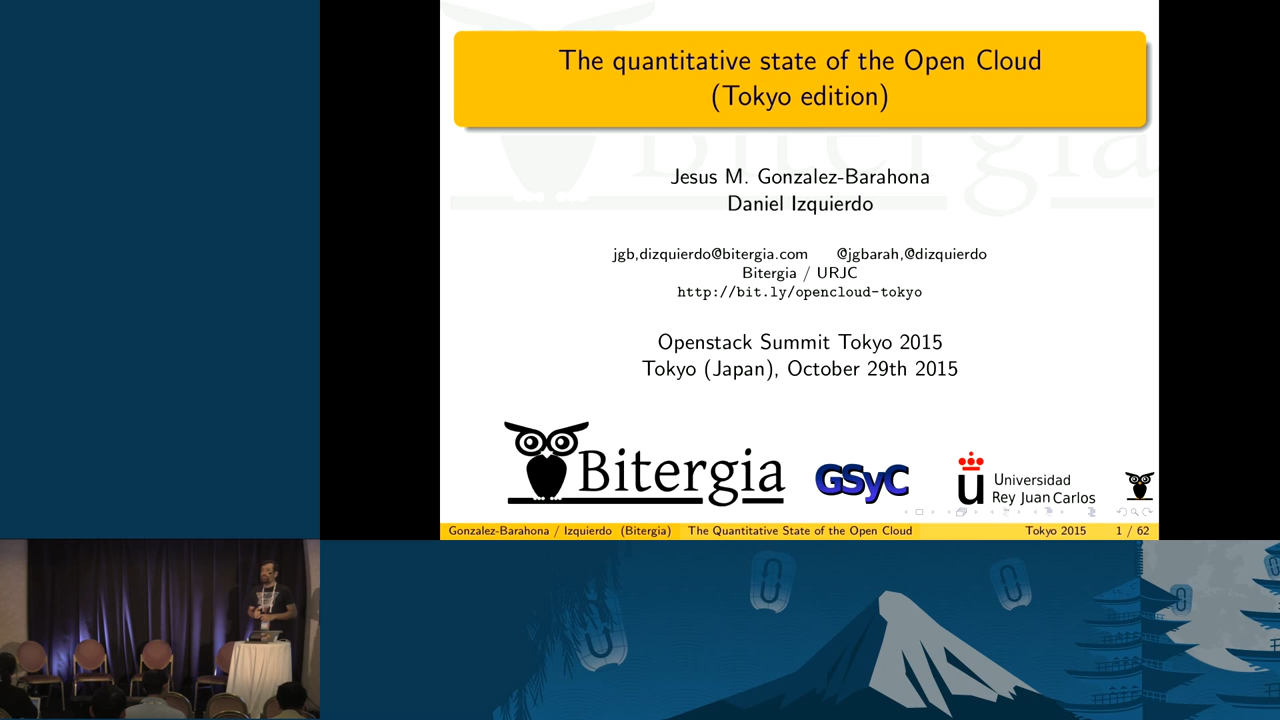 The quantitative state of the Open Cloud
(Tokyo edition)
Bitergia
Jesus M. Gonzalez-Barahona
Daniel Izquierdo
jgb,dizquierdo@bitergia.com @jgbarah,@dizquierdo
Bitergia / URJC
http://bit.ly/opencloud-tokyo
Openstack Summit Tokyo 2015
Tokyo (Japan), October 29th 2015
Bitergia
GSyC
u Universidad
Rey Juan Carlos
Gonzalez-Barahona / Izquierdo (Bitergia) The Quantitative State of the Open Cloud Tokyo 2015 1 / 62